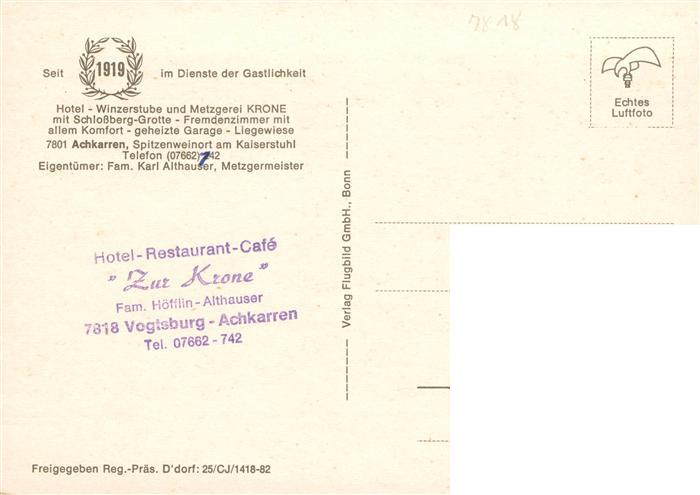 7818
Seit 1919 im Dienste der Gastlichkeit
Hotel - Winzerstube und Metzgerei KRONE
mit Schloßberg-Grotte - Fremdenzimmer mit
allem Komfort - geheizte Garage - Liegewiese
7801 Achkarren, Spitzenweinort am Kaiserstuhl
Telefon (07662) 742
Eigentümer: Fam. Karl Althauser, Metzgermeister
Hotel-Restaurant-Café
"Zur Krone"
Fam. Höfflin-Althauser
7818 Vogtsburg-Achkarren
Tel. 07662-742
Freigegeben Reg.-Präs. D'dorf: 25/CJ/1418-82
Verlag Flugbild GmbH., Bonn
Echtes
Luftfoto